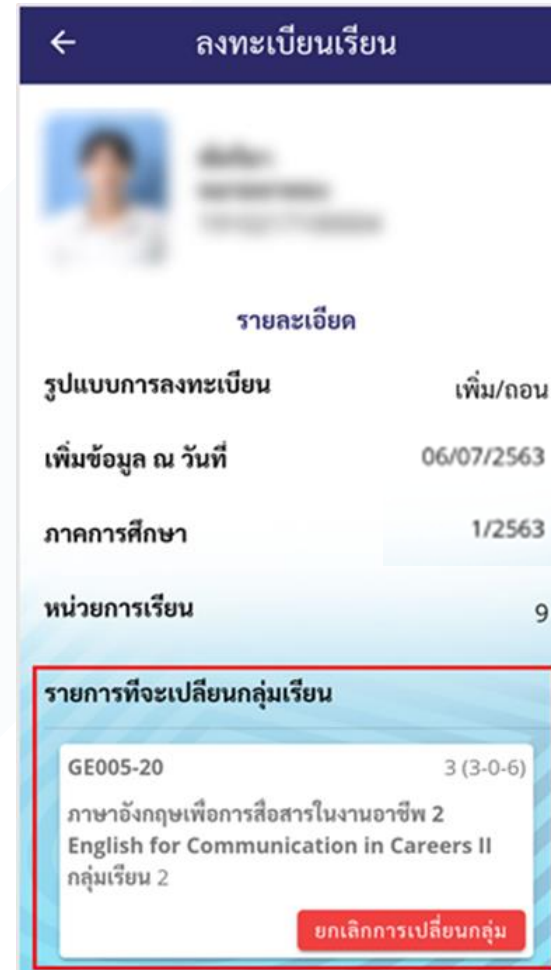 ลงทะเบียนเรียน
รายละเอียด
รูปแบบการลงทะเบียน เพิ่ม/ถอน
เพิ่มข้อมูล ณ วันที่ 06/07/2563
ภาคการศึกษา 1/2563
หน่วยการเรียน 9
รายการที่จะเปลี่ยนกลุ่มเรียน
GE005-20 3 (3-0-6)
ภาษาอังกฤษเพื่อการสื่อสารในงานอาชีพ 2
English for Communication in Careers II
กลุ่มเรียน 2
ยกเลิกการเปลี่ยนกลุ่ม